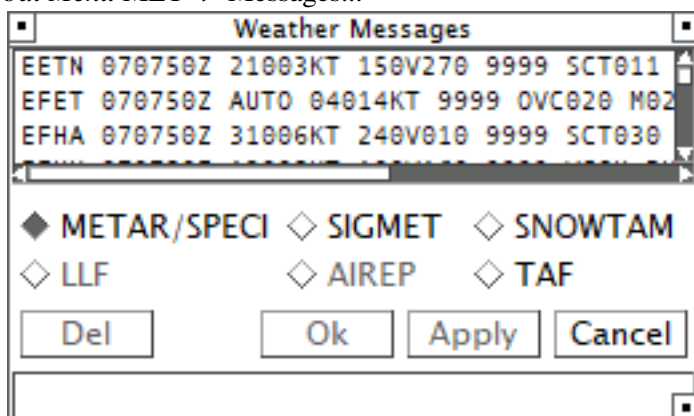 Weather Messages
EETN 070750Z 21003KT 150V270 9999 SCT011
EFET 070750Z AUTO 04014KT 9999 OVC020 M02
EFHA 070750Z 31006KT 240V010 9999 SCT030
METAR/SPECI SIGMET SNOWTAM
LLF AIREP TAF
Del Ok Apply Cancel